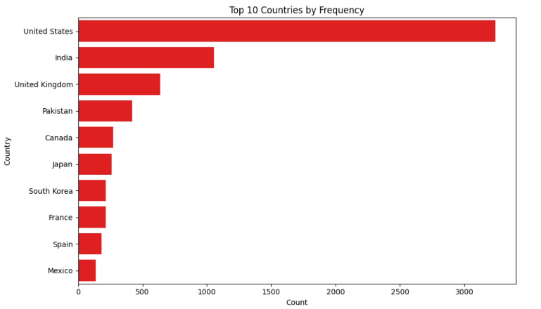 Top 10 Countries by Frequency
Country
United States
India
United Kingdom
Pakistan
Canada
Japan
South Korea
France
Spain
Mexico
0 500 1000 1500 2000 2500 3000
Count